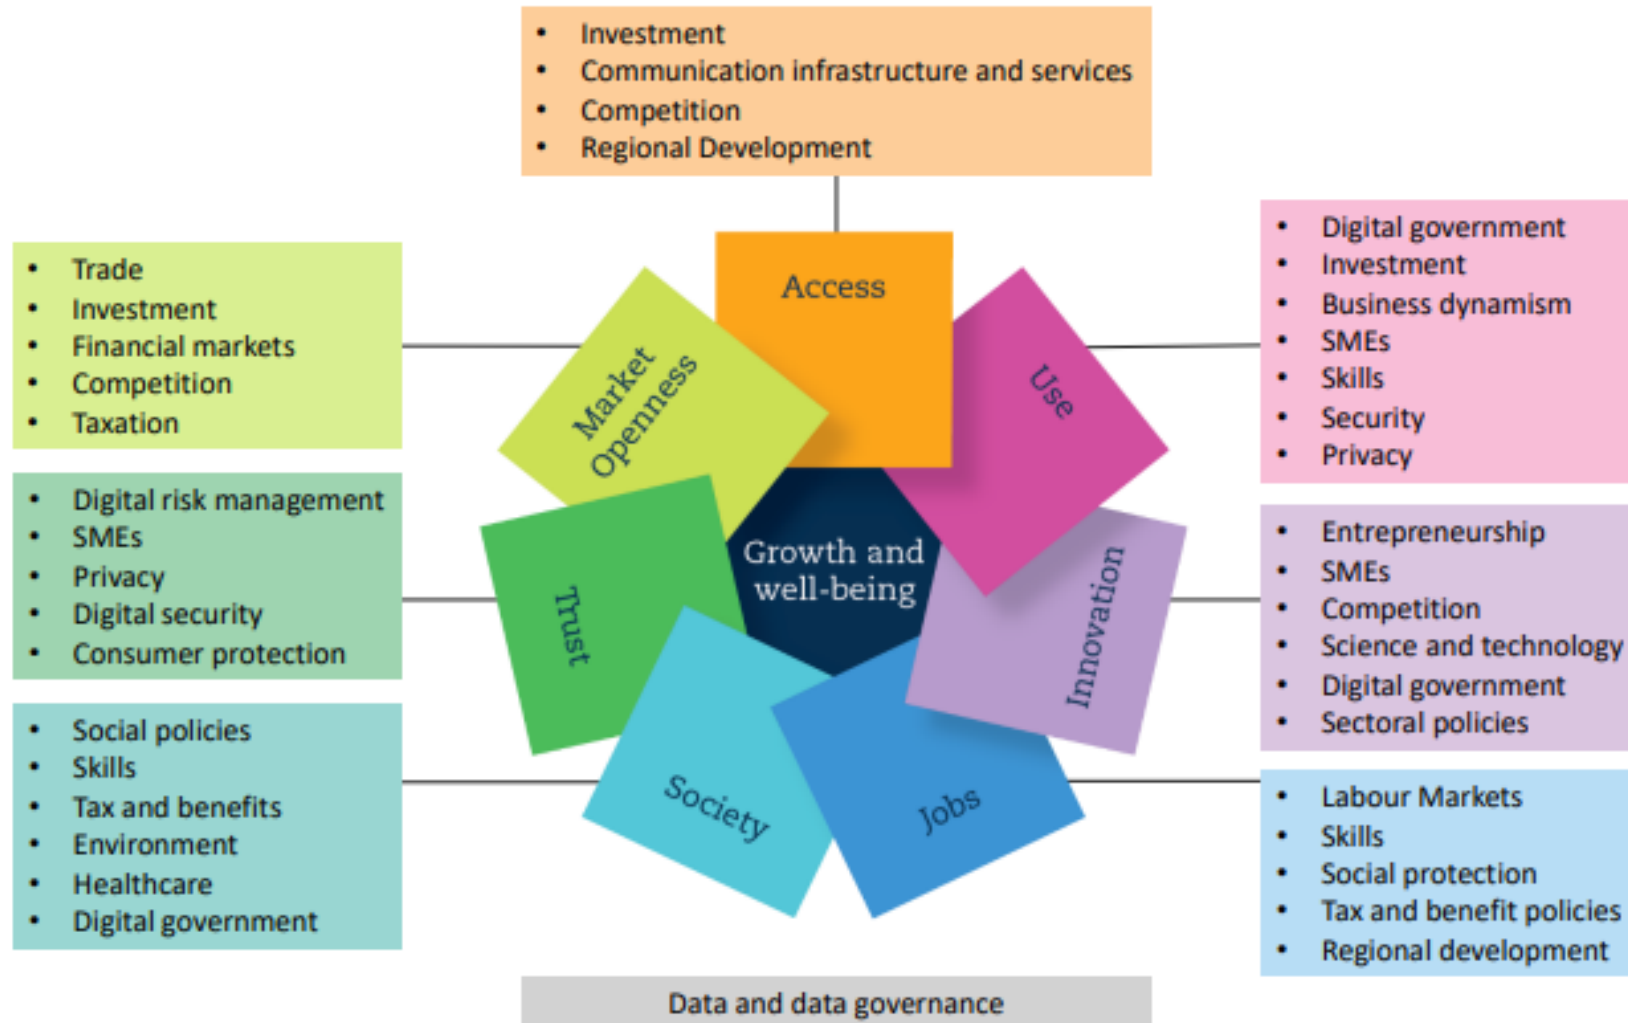 • Investment
• Communication infrastructure and services
• Competition
• Regional Development
• Trade
• Investment
• Financial markets
• Competition
• Taxation
• Digital risk management
• SMEs
• Privacy
• Digital security
• Consumer protection
• Social policies
• Skills
• Tax and benefits
• Environment
• Healthcare
• Digital government
Access
Use
Innovation
Jobs
Society
Trust
Market
Openness
Growth and
well-being
• Digital government
• Investment
• Business dynamism
• SMEs
• Skills
• Security
• Privacy
• Entrepreneurship
• SMEs
• Competition
• Science and technology
• Digital government
• Sectoral policies
• Labour Markets
• Skills
• Social protection
• Tax and benefit policies
• Regional development
Data and data governance